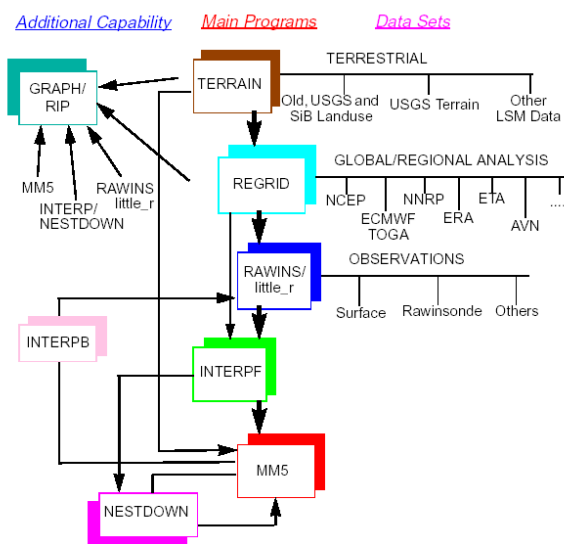 Additional Capability
Main Programs
Data Sets
TERRAIN
TERRESTRIAL
Old, USGS and
SiB Landuse
USGS Terrain
Other
LSM Data
GRAPH/
RIP
MM5
INTERP/
NESTDOWN
RAWINS
little_r
REGRID
GLOBAL/REGIONAL ANALYSIS
NCEP
ECMWF
TOGA
NNRP
ERA
ETA
AVN
....
RAWINS/
little_r
OBSERVATIONS
Surface
Rawinsonde
Others
INTERPB
INTERPF
MM5
NESTDOWN